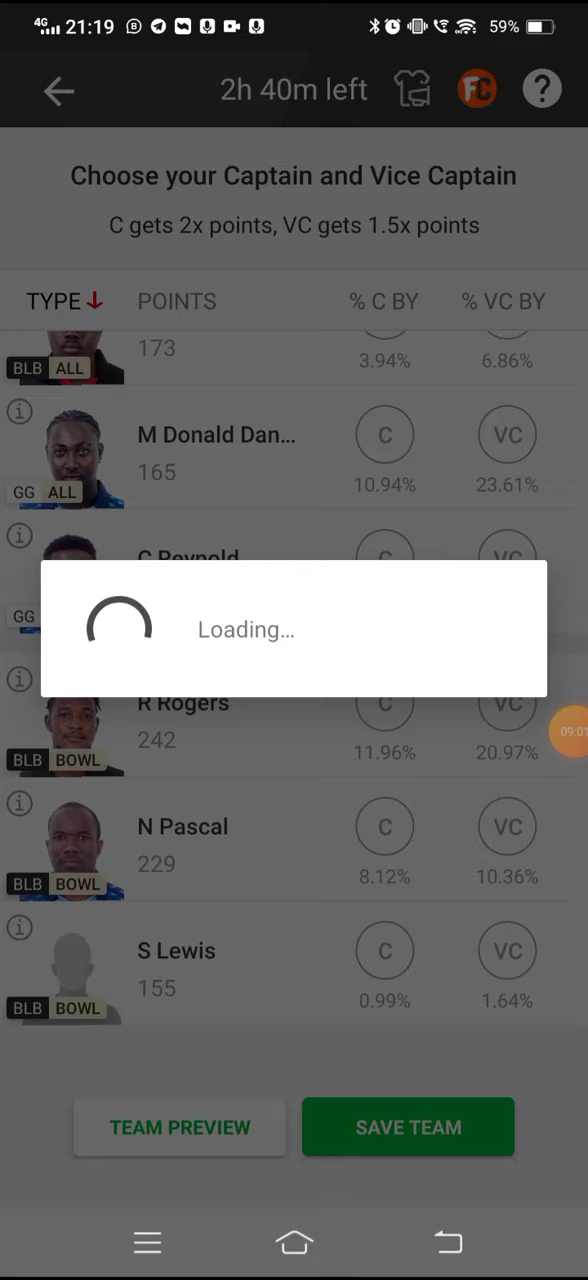 4G 21:19 59%
2h 40m left FC ?
Choose your Captain and Vice Captain
C gets 2x points, VC gets 1.5x points
TYPE POINTS % C BY % VC BY
173
3.94% 6.86%
BLB ALL
M Donald Dan... C VC
165
10.94% 23.61%
GG ALL
C Reynold C VC
GG
Loading...
R Rogers C VC
242
11.96% 20.97%
BLB BOWL
09:01
N Pascal C VC
229
8.12% 10.36%
BLB BOWL
S Lewis C VC
155
0.99% 1.64%
BLB BOWL
TEAM PREVIEW SAVE TEAM